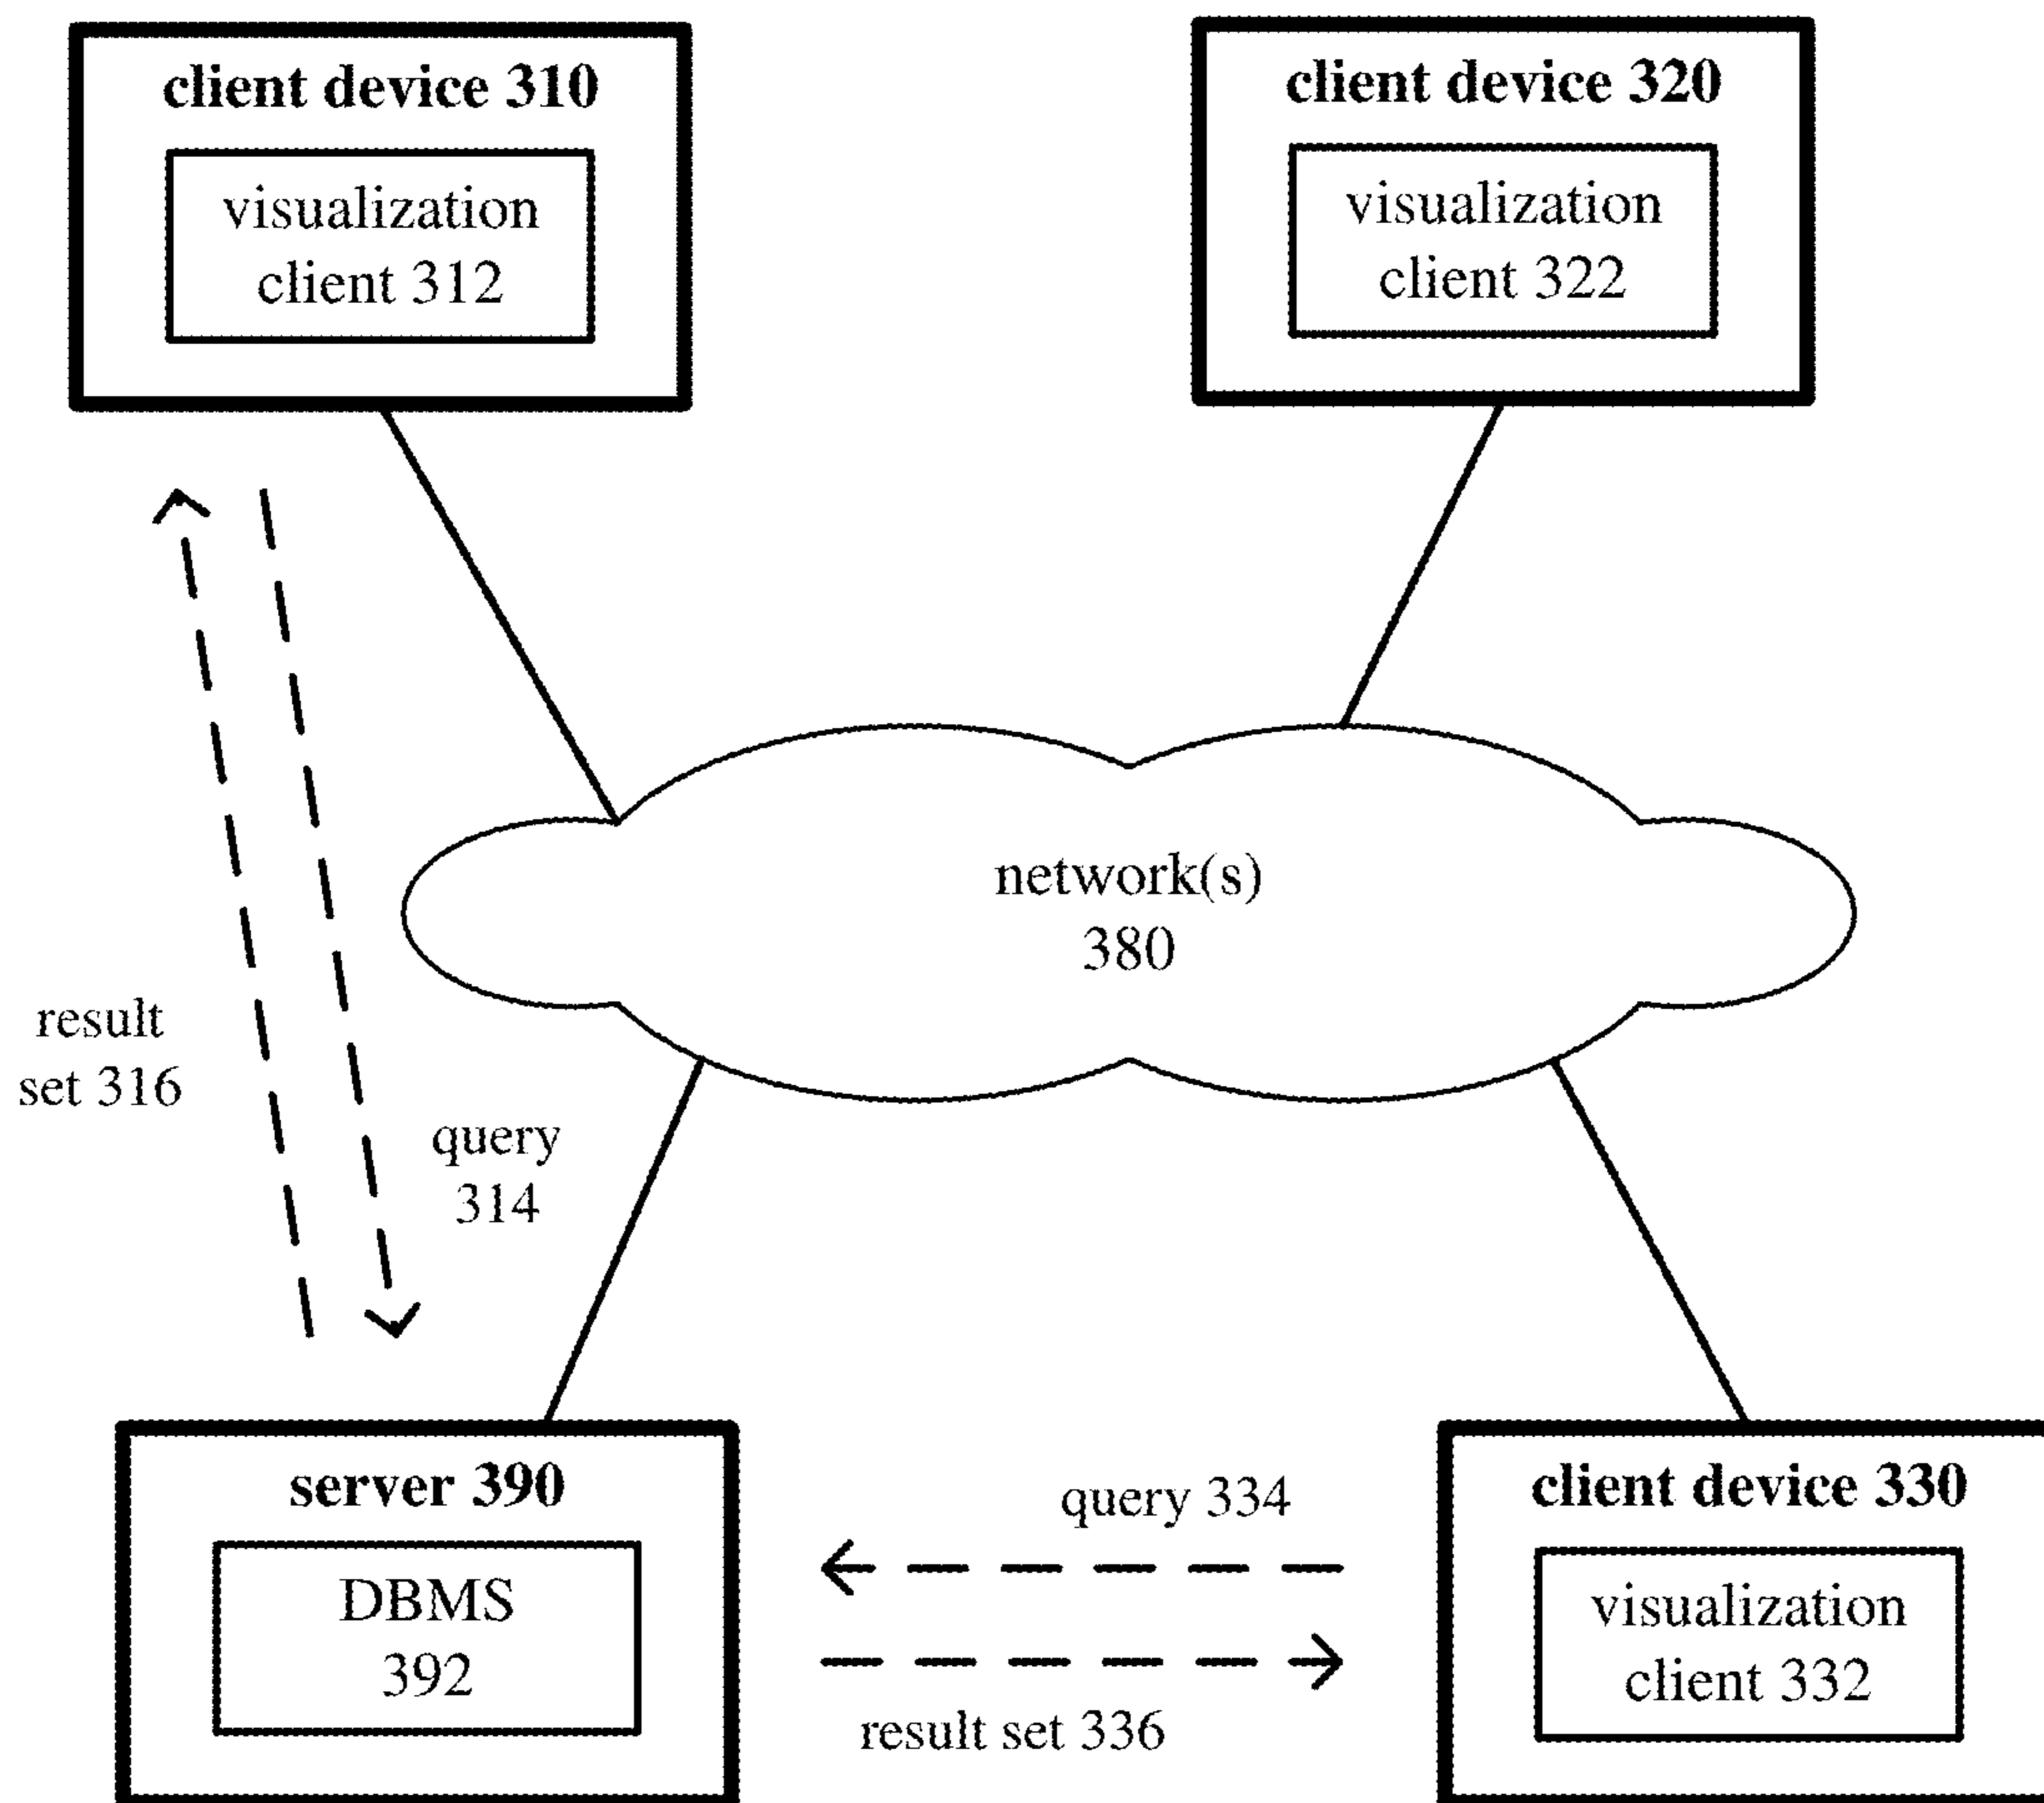 client device 310
visualization
client 312
client device 320
visualization
client 322
network(s)
380
result
set 316
query
314
server 390
DBMS
392
query 334
result set 336
client device 330
visualization
client 332